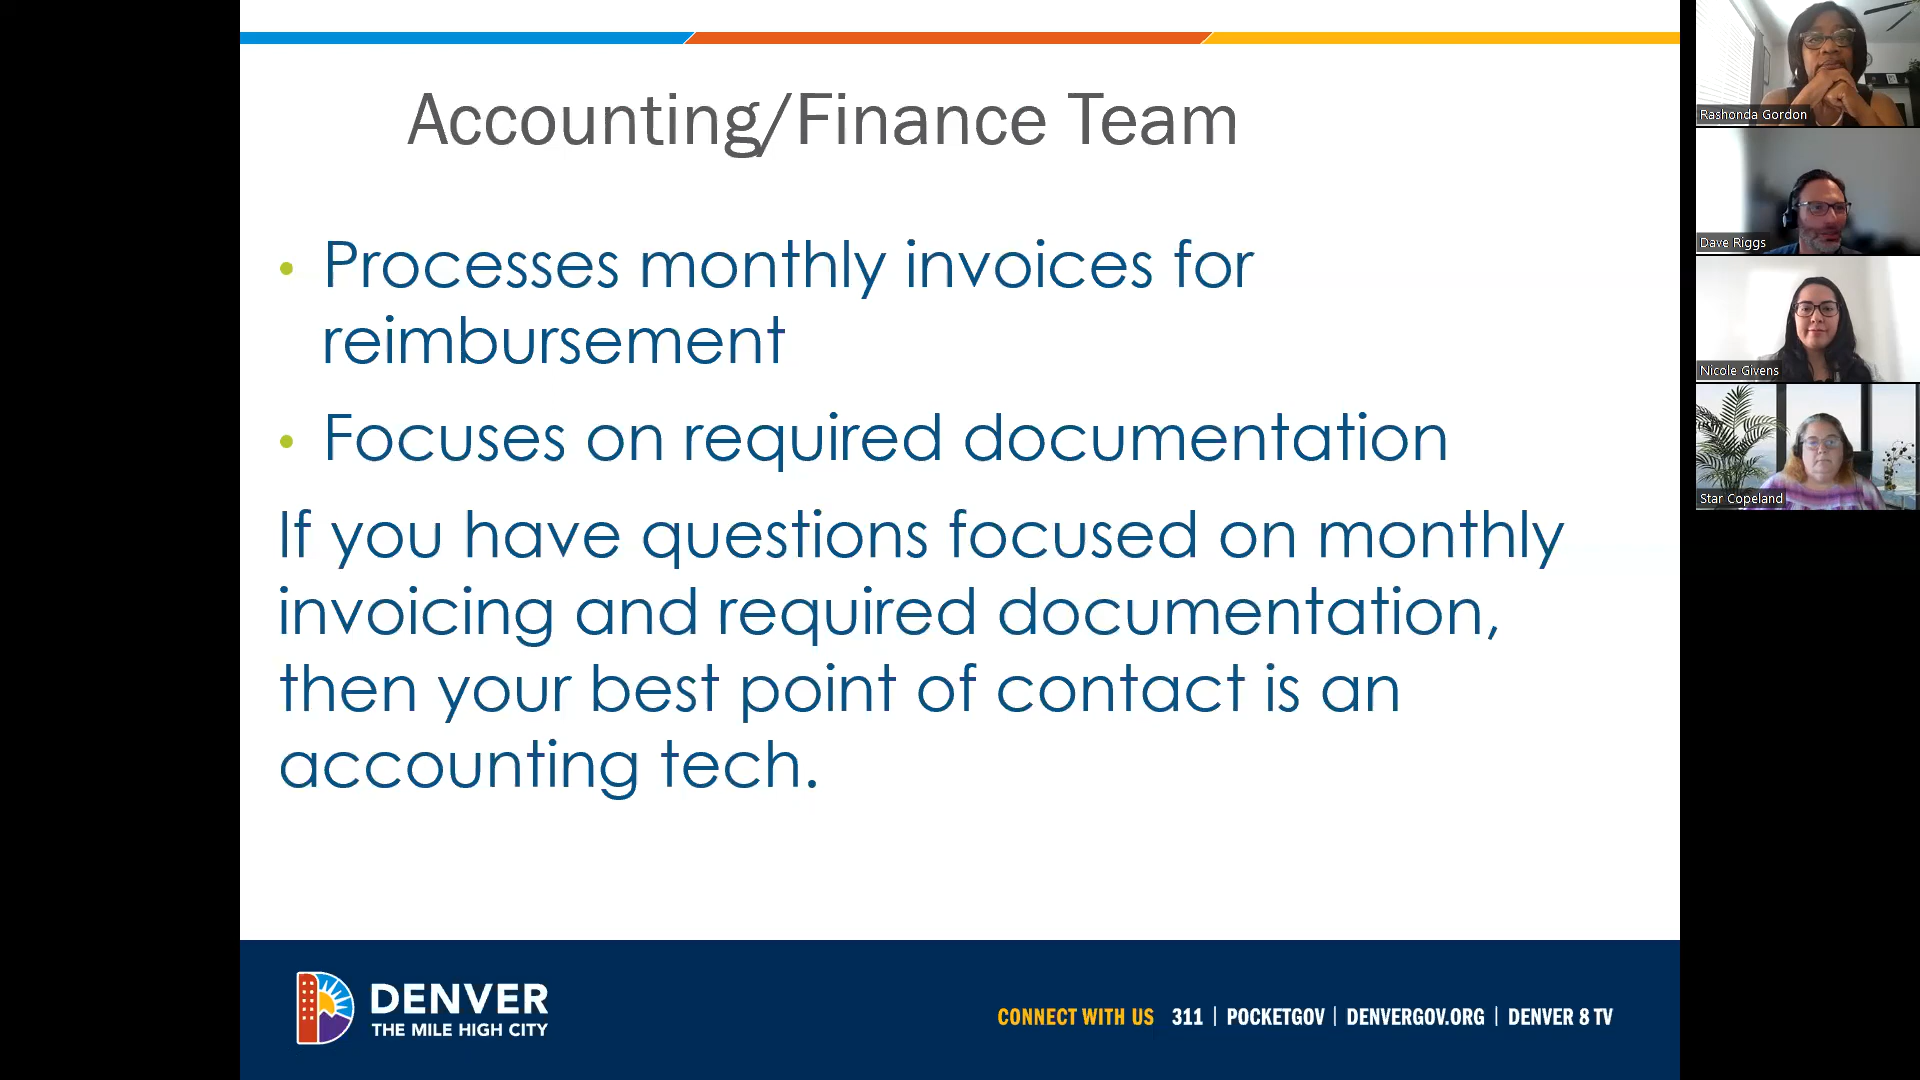 Accounting/Finance Team
• Processes monthly invoices for
reimbursement
• Focuses on required documentation
If you have questions focused on monthly
invoicing and required documentation,
then your best point of contact is an
accounting tech.
DENVER
THE MILE HIGH CITY
CONNECT WITH US 311 | POCKETGOV | DENVERGOV.ORG | DENVER 8 TV
Rashonda Gordon
Dave Riggs
Nicole Givens
Star Copeland